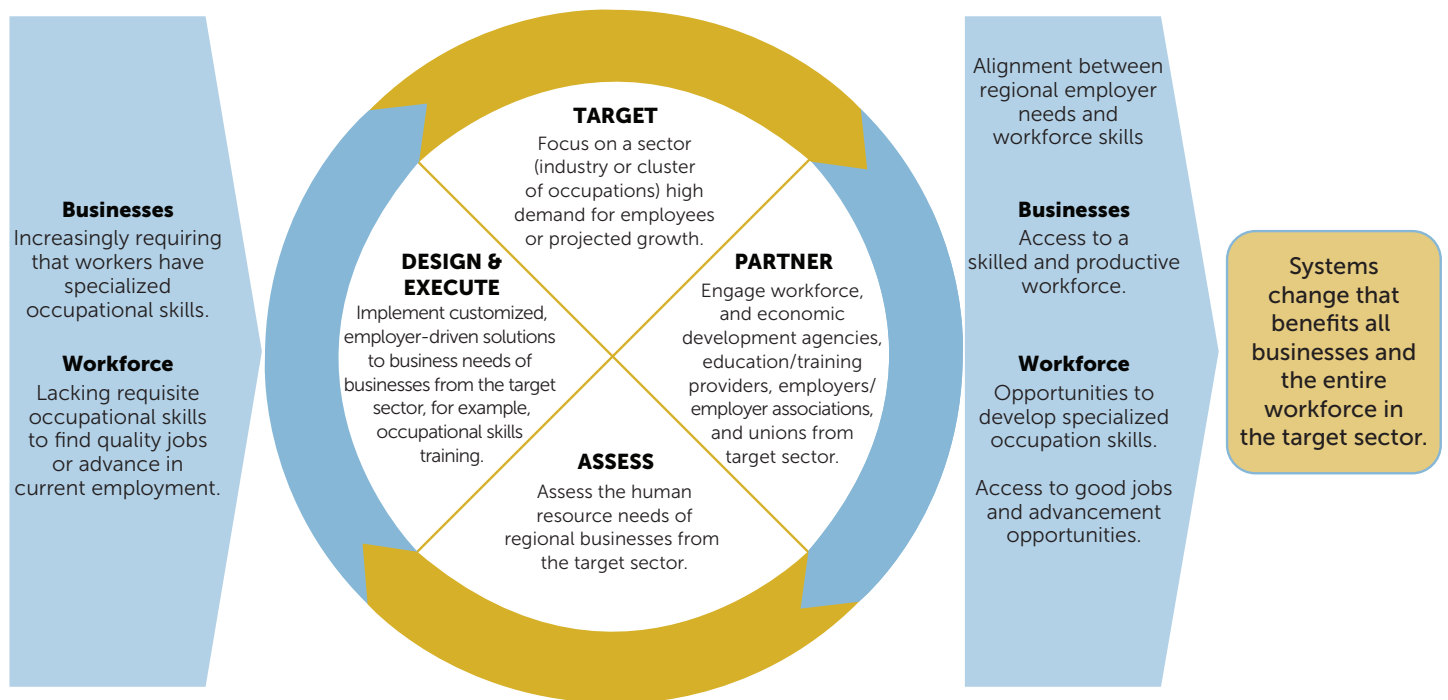 Businesses
Increasingly requiring
that workers have
specialized
occupational skills.
Workforce
Lacking requisite
occupational skills
to find quality jobs
or advance in
current employment.
TARGET
Focus on a sector
(industry or cluster
of occupations) high
demand for employees
or projected growth.
PARTNER
Engage workforce,
and economic
development agencies,
education/training
providers, employers/
employer associations,
and unions from
target sector.
ASSESS
Assess the human
resource needs of
regional businesses from
the target sector.
DESIGN &
EXECUTE
Implement customized,
employer-driven solutions
to business needs of
businesses from the target
sector, for example,
occupational skills
training.
Alignment between
regional employer
needs and
workforce skills
Businesses
Access to a
skilled and productive
workforce.
Workforce
Opportunities to
develop specialized
occupation skills.
Access to good jobs
and advancement
opportunities.
Systems
change that
benefits all
businesses and
the entire
workforce in
the target sector.